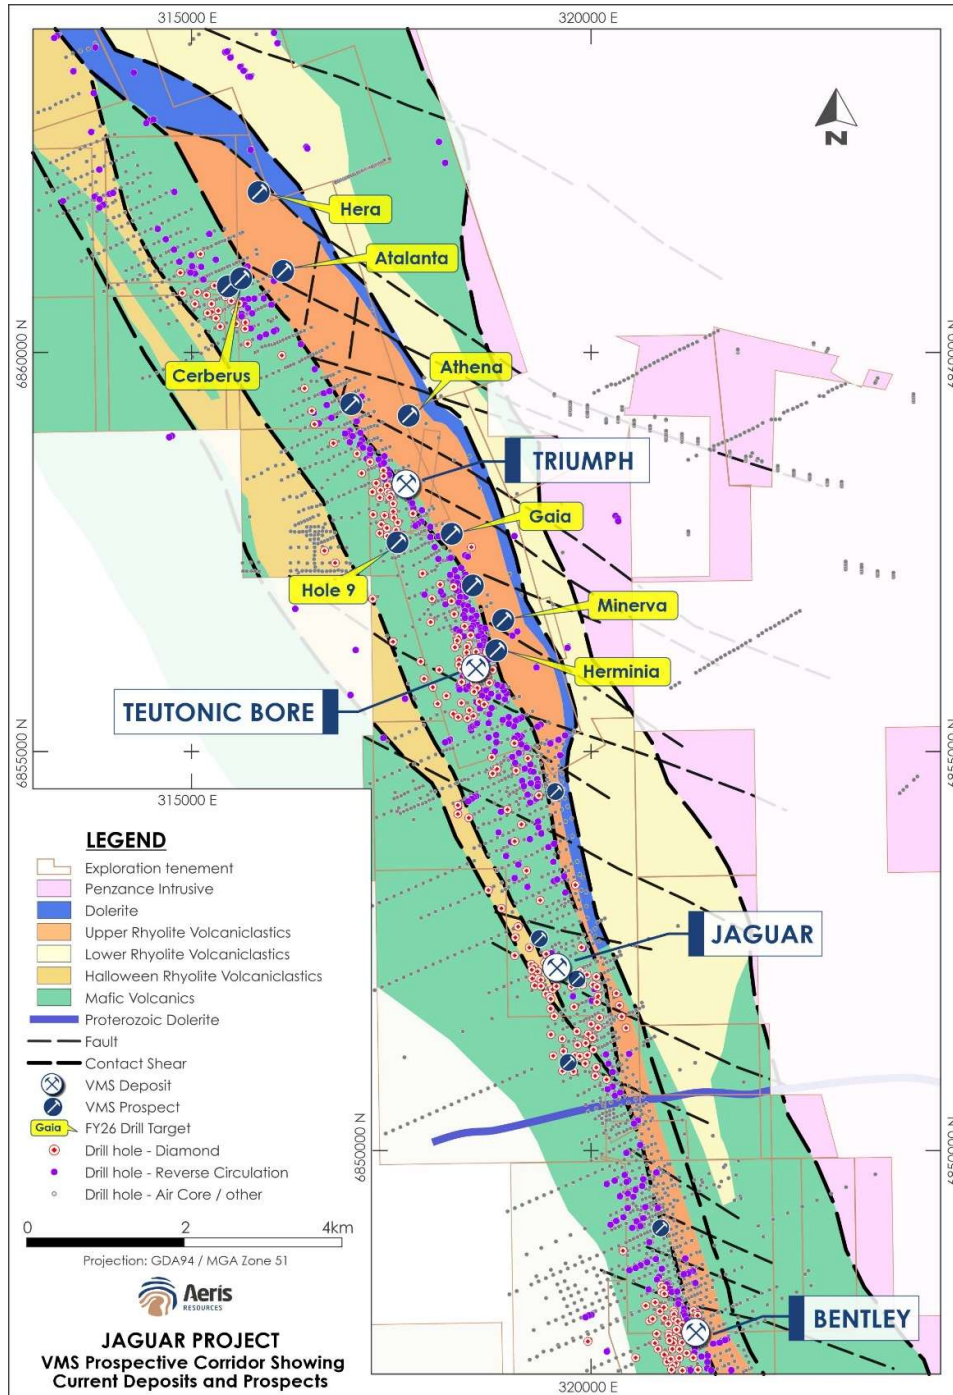 315000 E
320000 E
N
Hera
Atalanta
6860000 N
6860000 N
Cerberus
Athena
TRIUMPH
Gaia
Hole 9
Minerva
Herminia
TEUTONIC BORE
6855000 N
6855000 N
315000 E
LEGEND
Exploration tenement
Penzance Intrusive
Dolerite
Upper Rhyolite Volcaniclastics
Lower Rhyolite Volcaniclastics
Halloween Rhyolite Volcaniclastics
Mafic Volcanics
Proterozoic Dolerite
Fault
Contact Shear
VMS Deposit
VMS Prospect
Gaia FY26 Drill Target
Drill hole - Diamond
Drill hole - Reverse Circulation
Drill hole - Air Core / other
JAGUAR
6850000 N
6850000 N
0 2 4km
Projection: GDA94 / MGA Zone 51
Aeris
RESOURCES
BENTLEY
JAGUAR PROJECT
VMS Prospective Corridor Showing
Current Deposits and Prospects
320000 E